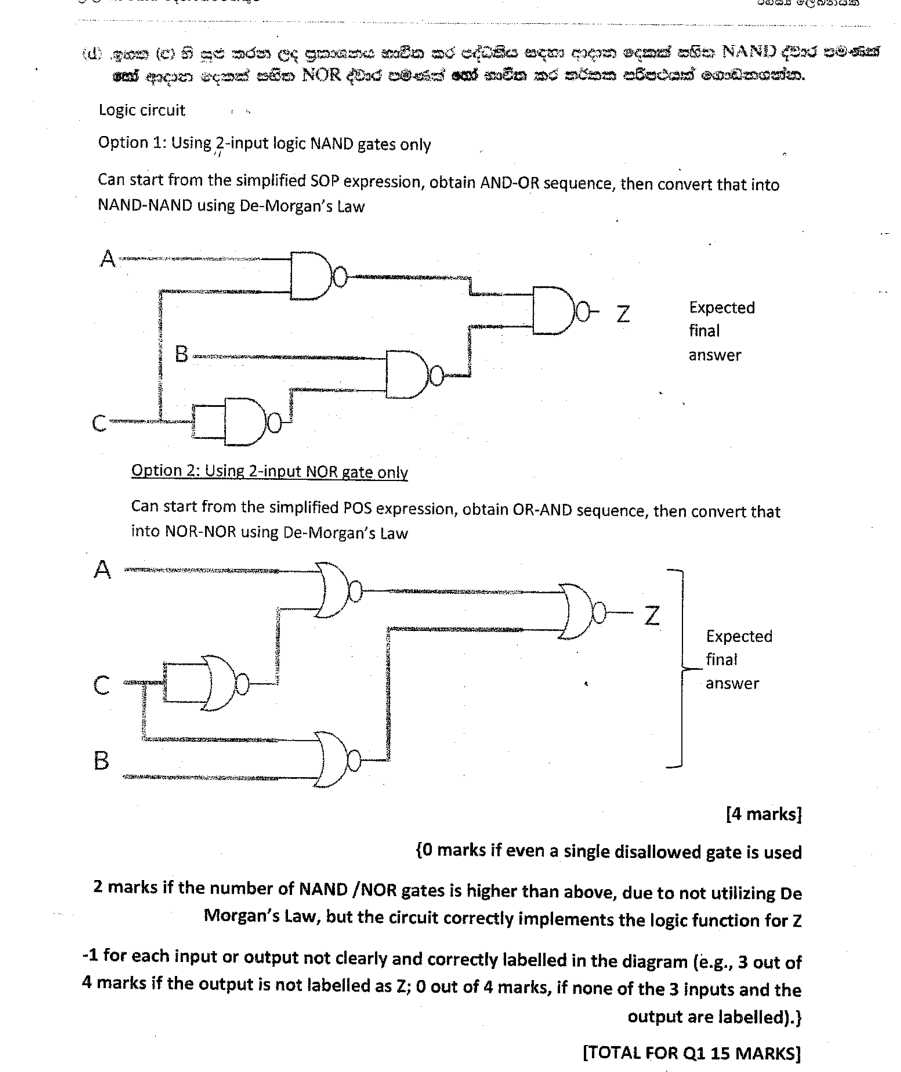 (d) ඉහත (c) හි සුළු කරන ලද ප්‍රකාශනය භාවිත කර පද්ධතිය සඳහා ආදාන දෙකක් සහිත NAND ද්වාර පමණක්
හෝ ආදාන දෙකක් සහිත NOR ද්වාර පමණක් හෝ භාවිත කර තර්කන පරිපථයක් ගොඩනගන්න.
Logic circuit
Option 1: Using 2-input logic NAND gates only
Can start from the simplified SOP expression, obtain AND-OR sequence, then convert that into
NAND-NAND using De-Morgan's Law
A
Z
Expected
final
answer
B
C
Option 2: Using 2-input NOR gate only
Can start from the simplified POS expression, obtain OR-AND sequence, then convert that
into NOR-NOR using De-Morgan's Law
A
Z
Expected
final
answer
C
B
[4 marks]
{0 marks if even a single disallowed gate is used
2 marks if the number of NAND /NOR gates is higher than above, due to not utilizing De
Morgan's Law, but the circuit correctly implements the logic function for Z
-1 for each input or output not clearly and correctly labelled in the diagram (e.g., 3 out of
4 marks if the output is not labelled as Z; 0 out of 4 marks, if none of the 3 inputs and the
output are labelled).}
[TOTAL FOR Q1 15 MARKS]